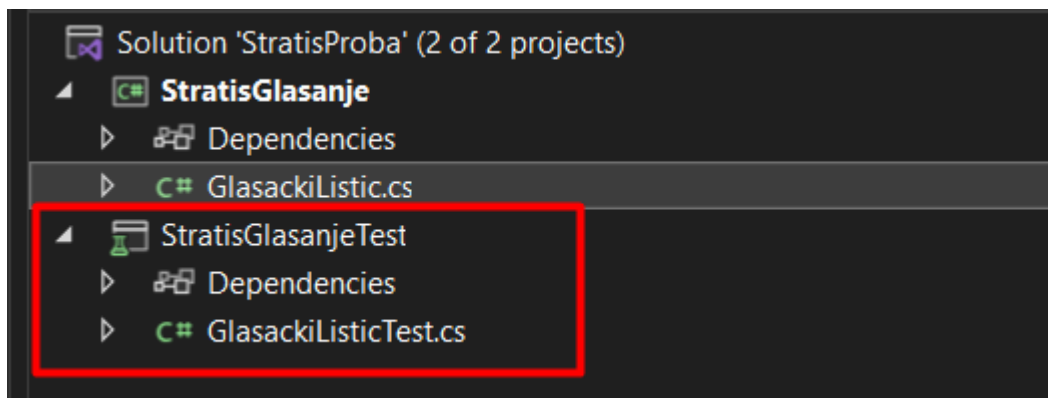 Solution 'StratisProba' (2 of 2 projects)
C# StratisGlasanje
Dependencies
C# GlasackiListic.cs
StratisGlasanjeTest
Dependencies
C# GlasackiListicTest.cs